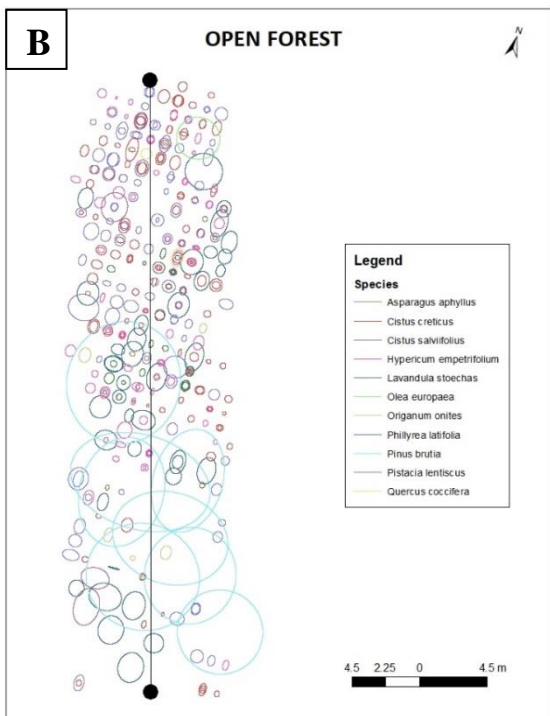 B
OPEN FOREST
N
Legend
Species
Asparagus aphyllus
Cistus creticus
Cistus salviifolius
Hypericum empetrifolium
Lavandula stoechas
Olea europaea
Origanum onites
Phillyrea latifolia
Pinus brutia
Pistacia lentiscus
Quercus coccifera
4.5 2.25 0 4.5 m